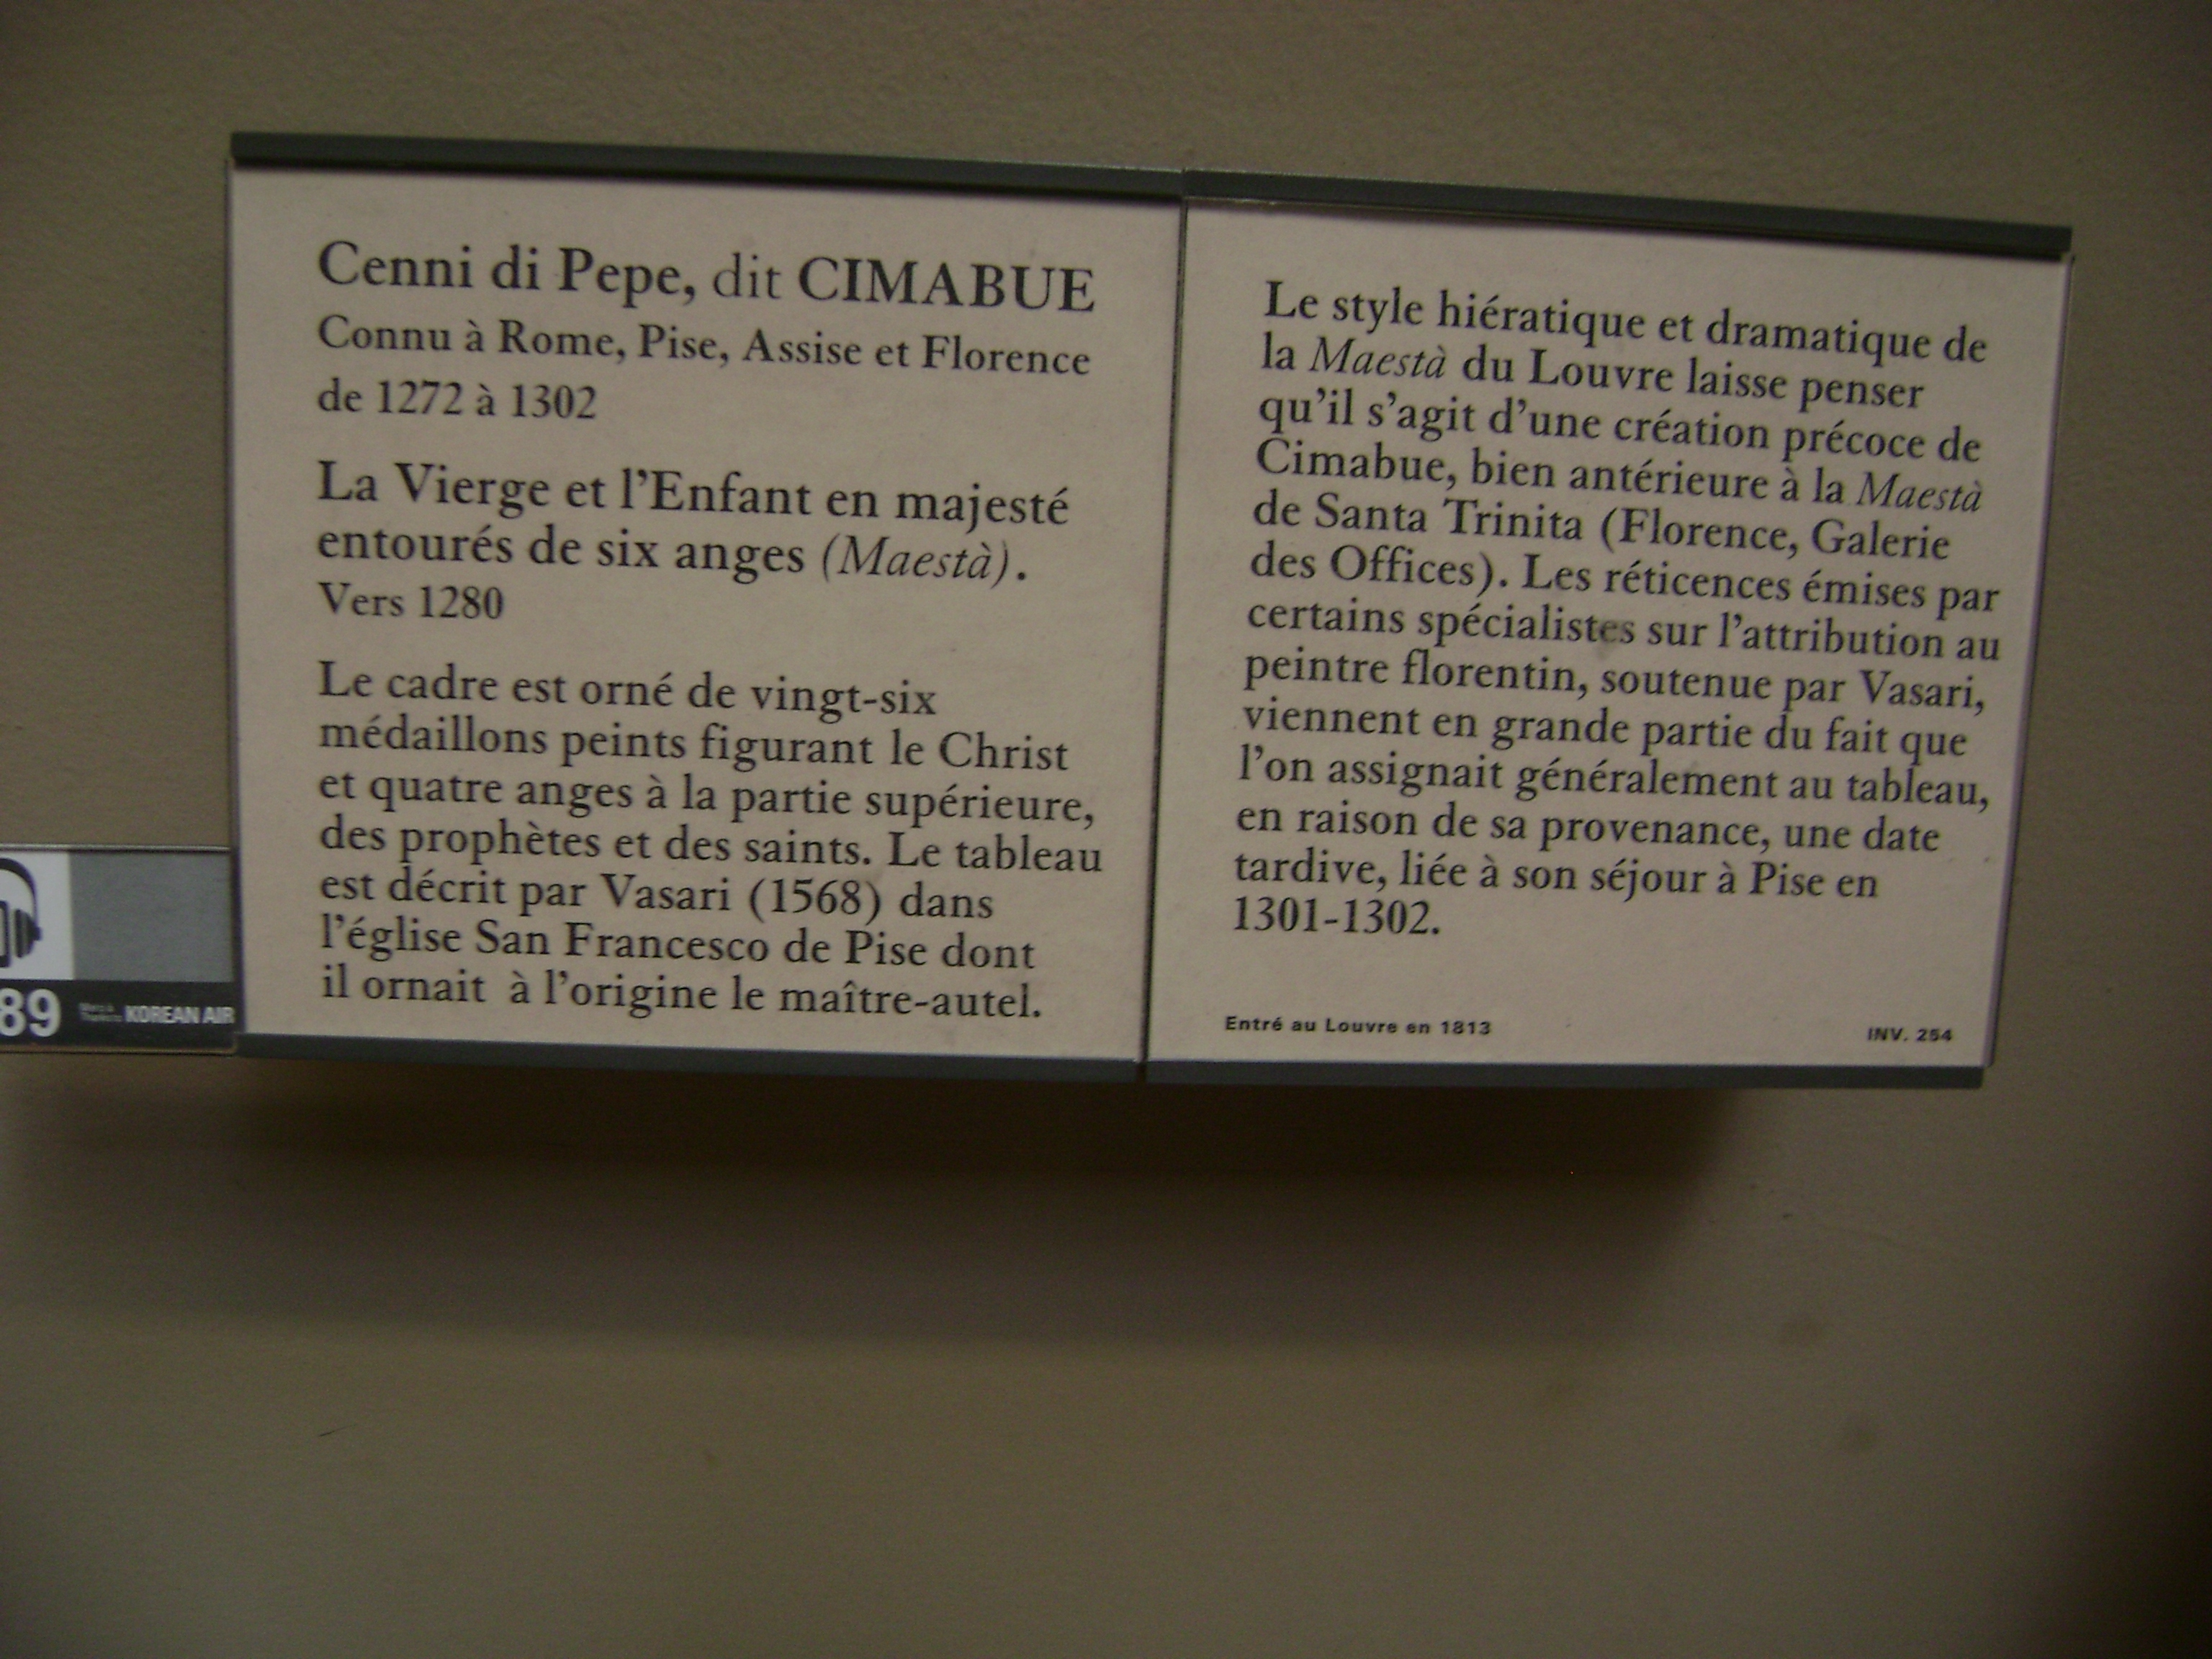 Cenni di Pepe, dit CIMABUE
Connu à Rome, Pise, Assise et Florence
de 1272 à 1302
La Vierge et l'Enfant en majesté
entourés de six anges (Maestà).
Vers 1280
Le cadre est orné de vingt-six
médaillons peints figurant le Christ
et quatre anges à la partie supérieure,
des prophètes et des saints. Le tableau
est décrit par Vasari (1568) dans
l'église San Francesco de Pise dont
il ornait à l'origine le maître-autel.
Le style hiératique et dramatique de
la Maestà du Louvre laisse penser
qu'il s'agit d'une création précoce de
Cimabue, bien antérieure à la Maestà
de Santa Trinita (Florence, Galerie
des Offices). Les réticences émises par
certains spécialistes sur l'attribution au
peintre florentin, soutenue par Vasari,
viennent en grande partie du fait que
l'on assignait généralement au tableau,
en raison de sa provenance, une date
tardive, liée à son séjour à Pise en
1301-1302.
Entré au Louvre en 1813
INV. 254
89
KOREAN AIR